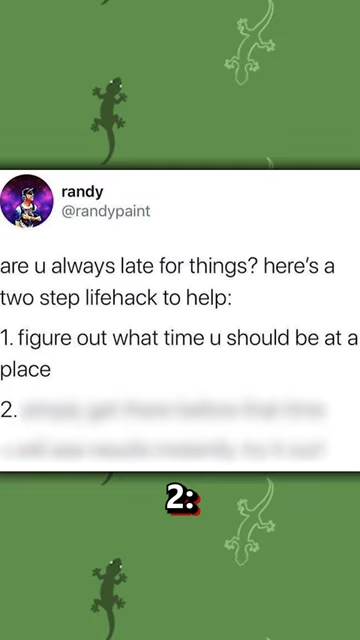 randy
@randypaint
are u always late for things? here's a
two step lifehack to help:
1. figure out what time u should be at a
place
2.
2: